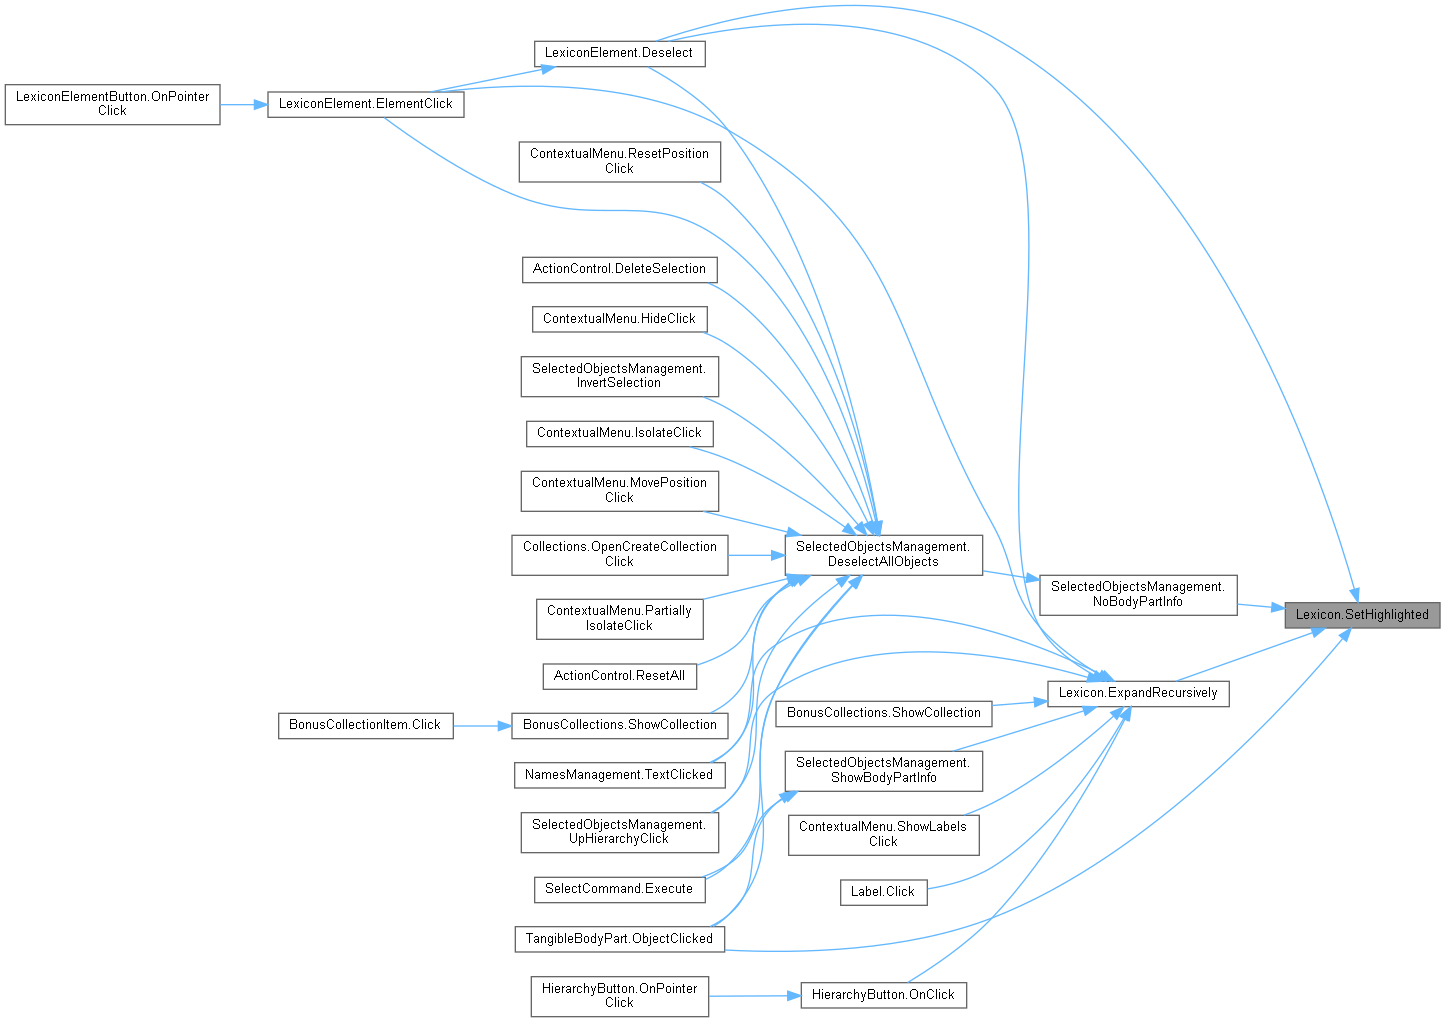 LexiconElement.Deselect
LexiconElementButton.OnPointer
Click
LexiconElement.ElementClick
ContextualMenu.ResetPosition
Click
ActionControl.DeleteSelection
ContextualMenu.HideClick
SelectedObjectsManagement.
InvertSelection
ContextualMenu.IsolateClick
ContextualMenu.MovePosition
Click
Collections.OpenCreateCollection
Click
SelectedObjectsManagement.
DeselectAllObjects
SelectedObjectsManagement.
NoBodyPartInfo
Lexicon.SetHighlighted
ContextualMenu.Partially
IsolateClick
ActionControl.ResetAll
Lexicon.ExpandRecursively
BonusCollectionItem.Click
BonusCollections.ShowCollection
BonusCollections.ShowCollection
NamesManagement.TextClicked
SelectedObjectsManagement.
ShowBodyPartInfo
SelectedObjectsManagement.
UpHierarchyClick
ContextualMenu.ShowLabels
Click
SelectCommand.Execute
Label.Click
TangibleBodyPart.ObjectClicked
HierarchyButton.OnPointer
Click
HierarchyButton.OnClick